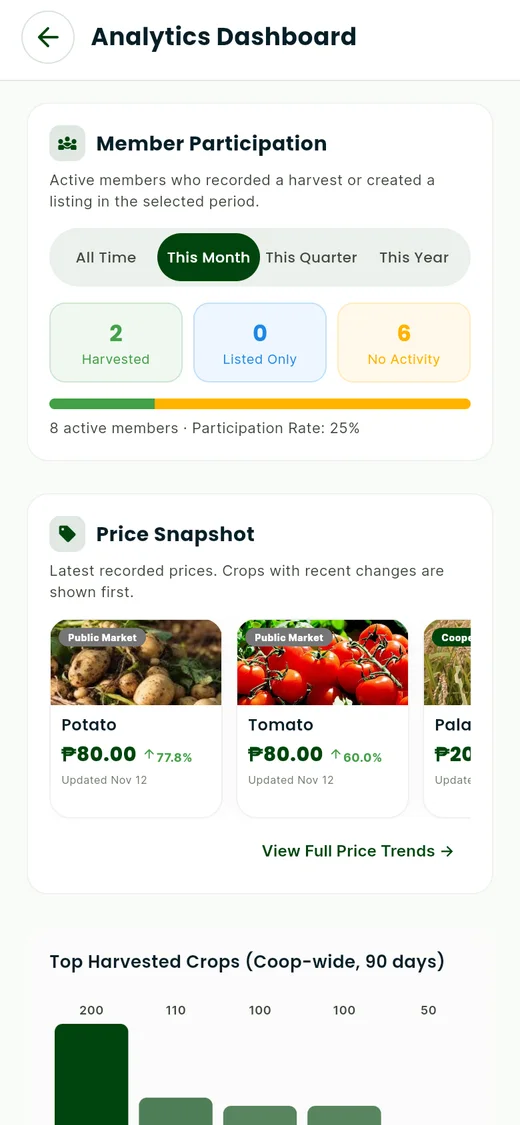 Analytics Dashboard
Member Participation
Active members who recorded a harvest or created a
listing in the selected period.
All Time This Month This Quarter This Year
2 0 6
Harvested Listed Only No Activity
8 active members · Participation Rate: 25%
Price Snapshot
Latest recorded prices. Crops with recent changes are
shown first.
Public Market Public Market Coope
Potato Tomato Pala
₱80.00 ↑77.8% ₱80.00 ↑60.0% ₱20
Updated Nov 12 Updated Nov 12 Update
View Full Price Trends →
Top Harvested Crops (Coop-wide, 90 days)
200 110 100 100 50